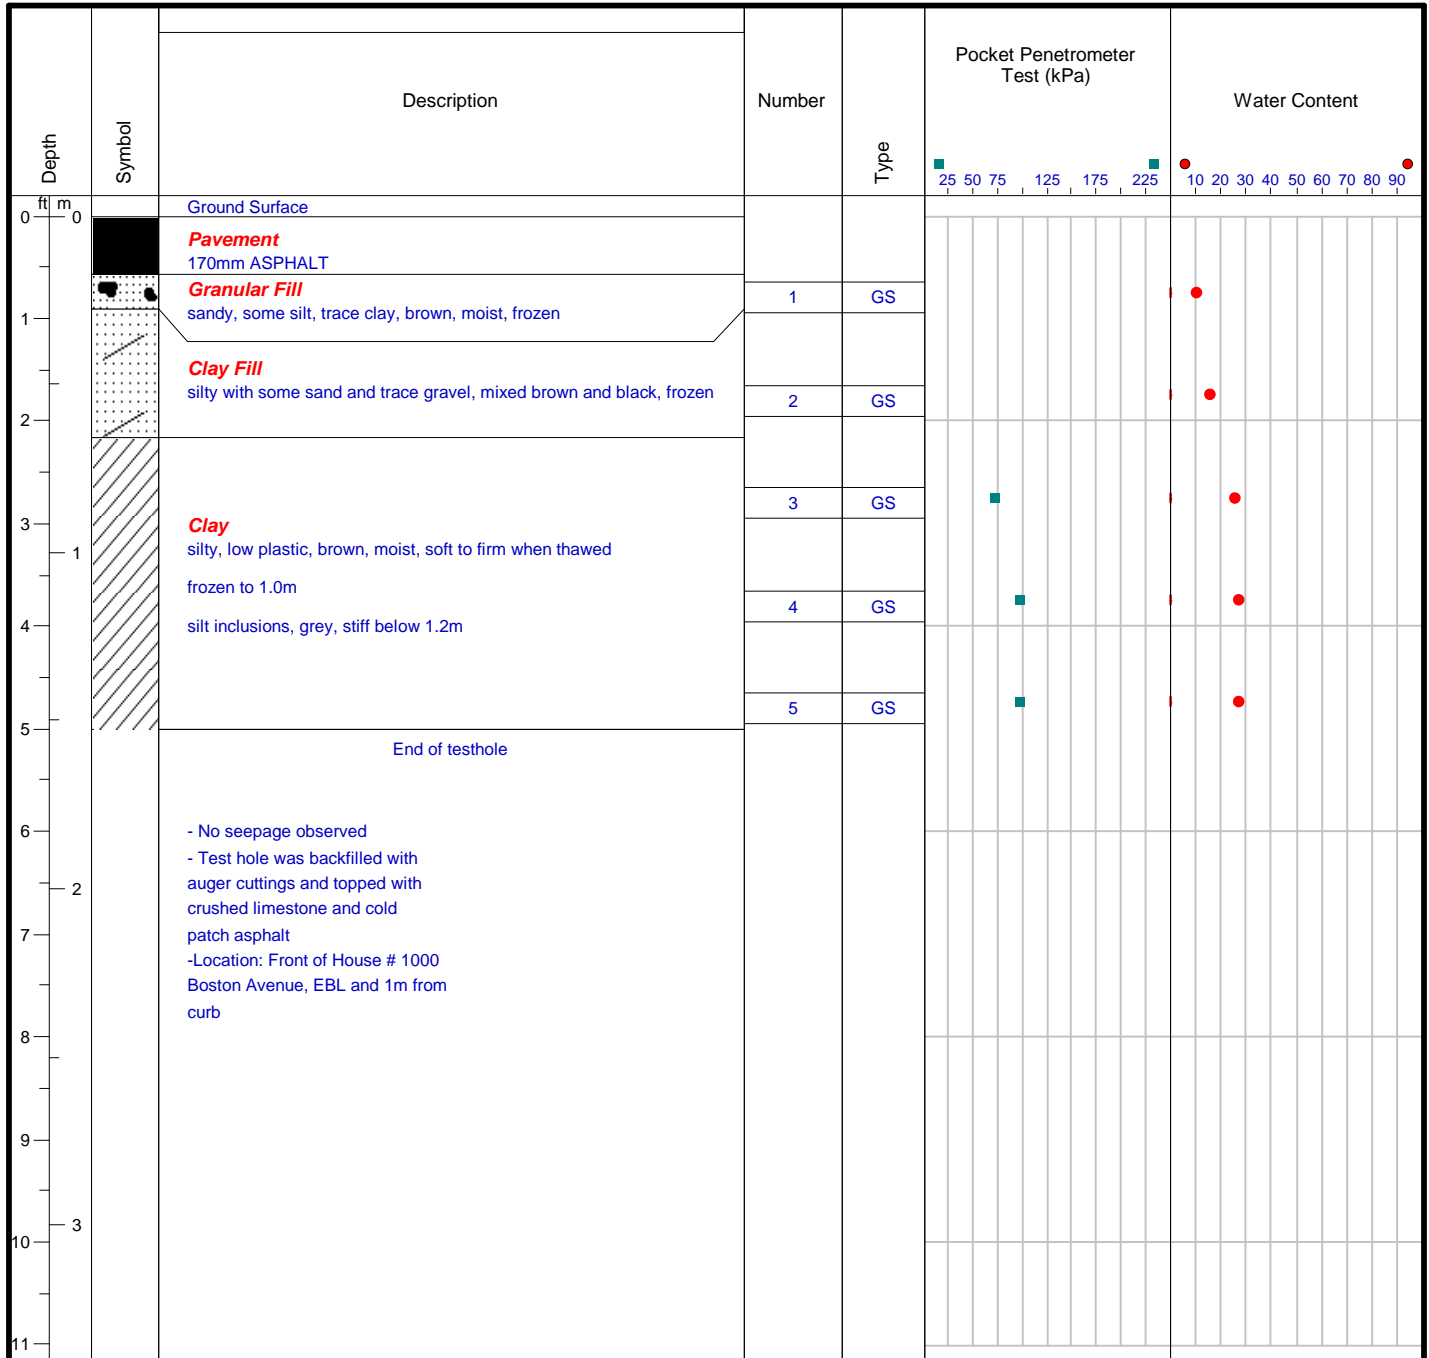 Depth
Symbol
Description
Number
Type
Pocket Penetrometer
Test (kPa)
Water Content
25 50 75 125 175 225
10 20 30 40 50 60 70 80 90
ft m
0 0
Ground Surface
Pavement
170mm ASPHALT
Granular Fill
sandy, some silt, trace clay, brown, moist, frozen
1 GS
1
Clay Fill
silty with some sand and trace gravel, mixed brown and black, frozen
2 GS
2
3 GS
3
Clay
silty, low plastic, brown, moist, soft to firm when thawed
1
frozen to 1.0m
4 GS
4
silt inclusions, grey, stiff below 1.2m
5 GS
5
End of testhole
6
- No seepage observed
- Test hole was backfilled with
auger cuttings and topped with
2
crushed limestone and cold
7
patch asphalt
-Location: Front of House # 1000
Boston Avenue, EBL and 1m from
curb
8
9
3
10
11